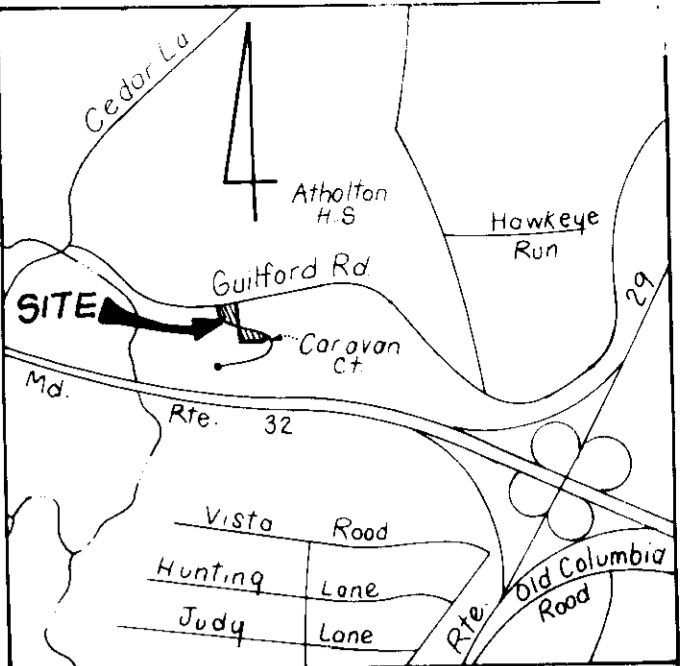 Cedar La
Atholton
H.S
Hawkeye
Run
Guilford Rd.
29
SITE
Caravan
Ct.
Md. Rte. 32
Vista Road
Hunting Lane
Judy Lane
Rte.
Old Columbia
Road